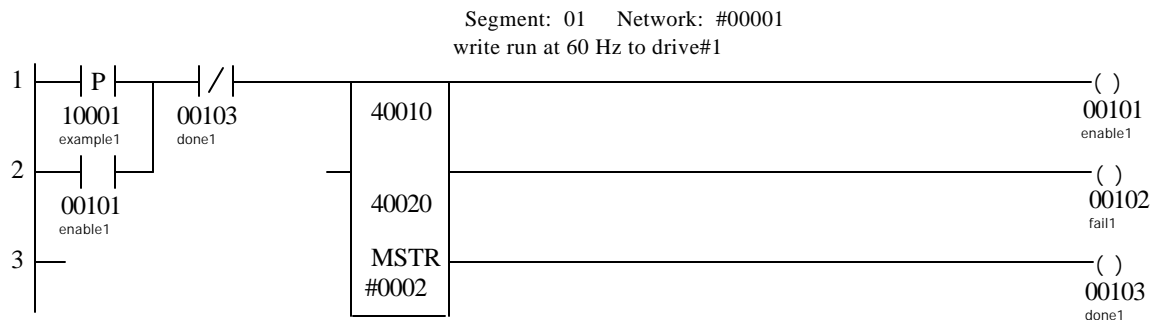 Segment: 01 Network: #00001
write run at 60 Hz to drive#1
1 P ( )
10001 00103 40010 00101
example1 done1 enable1
2 ( )
00101 40020 00102
enable1 fail1
3 MSTR ( )
#0002 00103
done1